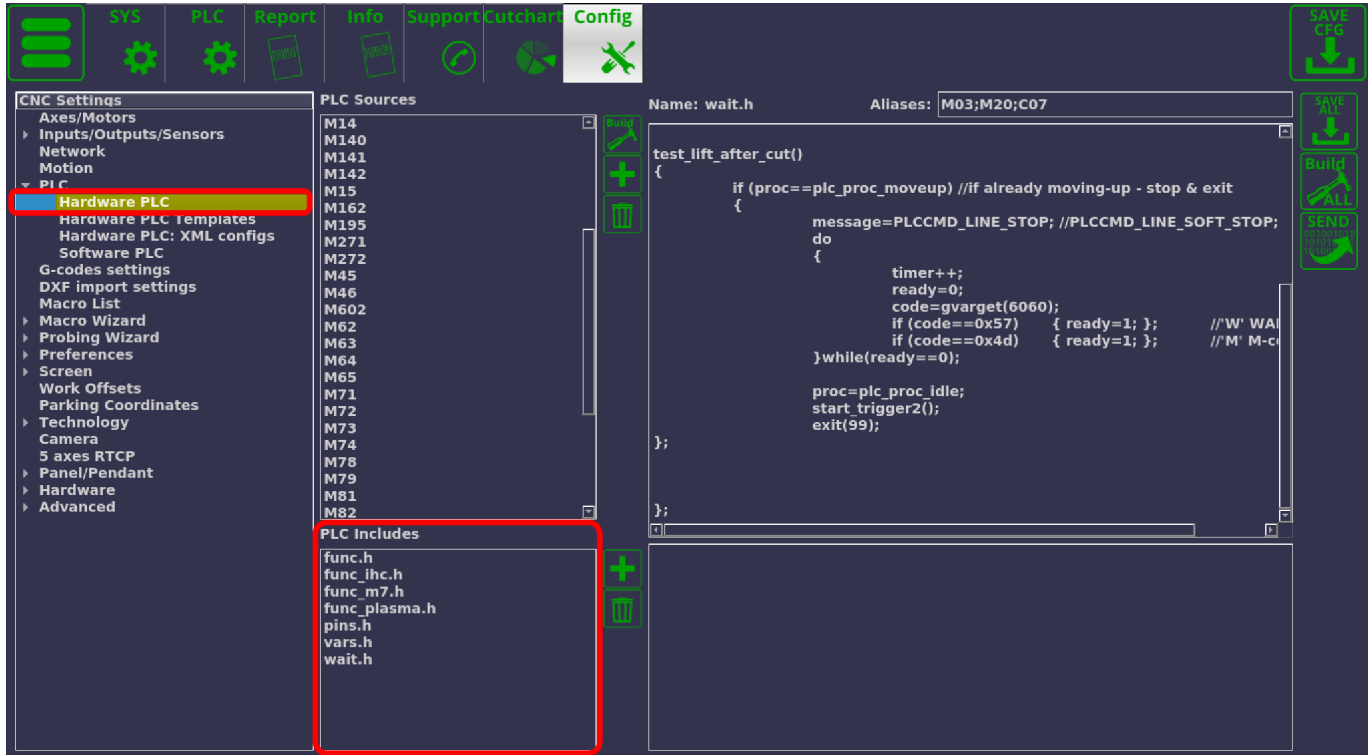 SYS PLC Report Info Support Cutchart Config
SAVE CFG
CNC Settings
Axes/Motors
Inputs/Outputs/Sensors
Network
Motion
PLC
Hardware PLC
Hardware PLC Templates
Hardware PLC: XML configs
Software PLC
G-codes settings
DXF import settings
Macro List
Macro Wizard
Probing Wizard
Preferences
Screen
Work Offsets
Parking Coordinates
Technology
Camera
5 axes RTCP
Panel/Pendant
Hardware
Advanced
PLC Sources
M14
M140
M141
M142
M15
M162
M195
M271
M272
M45
M46
M602
M62
M63
M64
M65
M71
M72
M73
M74
M78
M79
M81
M82
Build
PLC Includes
func.h
func_ihc.h
func_m7.h
func_plasma.h
pins.h
vars.h
wait.h
Name: wait.h Aliases: M03;M20;C07
test_lift_after_cut()
{
if (proc==plc_proc_moveup) //if already moving-up - stop & exit
{
message=PLCCMD_LINE_STOP; //PLCCMD_LINE_SOFT_STOP;
do
{
timer++;
ready=0;
code=gvarget(6060);
if (code==0x57) { ready=1; }; //'W'
if (code==0x4d) { ready=1; }; //'M'
}while(ready==0);
proc=plc_proc_idle;
start_trigger2();
exit(99);
};
};
SAVE ALL
Build ALL
SEND